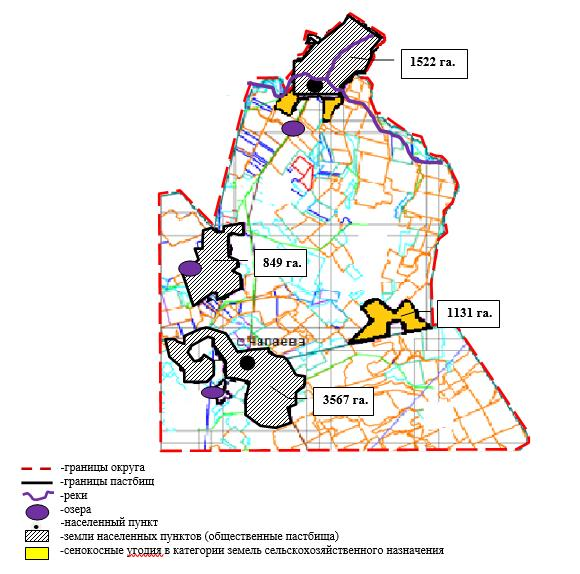 1522 га.
849 га.
1131 га.
с.Чапаева
3567 га.
-границы округа
-границы пастбищ
-реки
-озера
-населенный пункт
-земли населенных пунктов (общественные пастбища)
-сенокосные угодия в категории земель сельскохозяйственного назначения